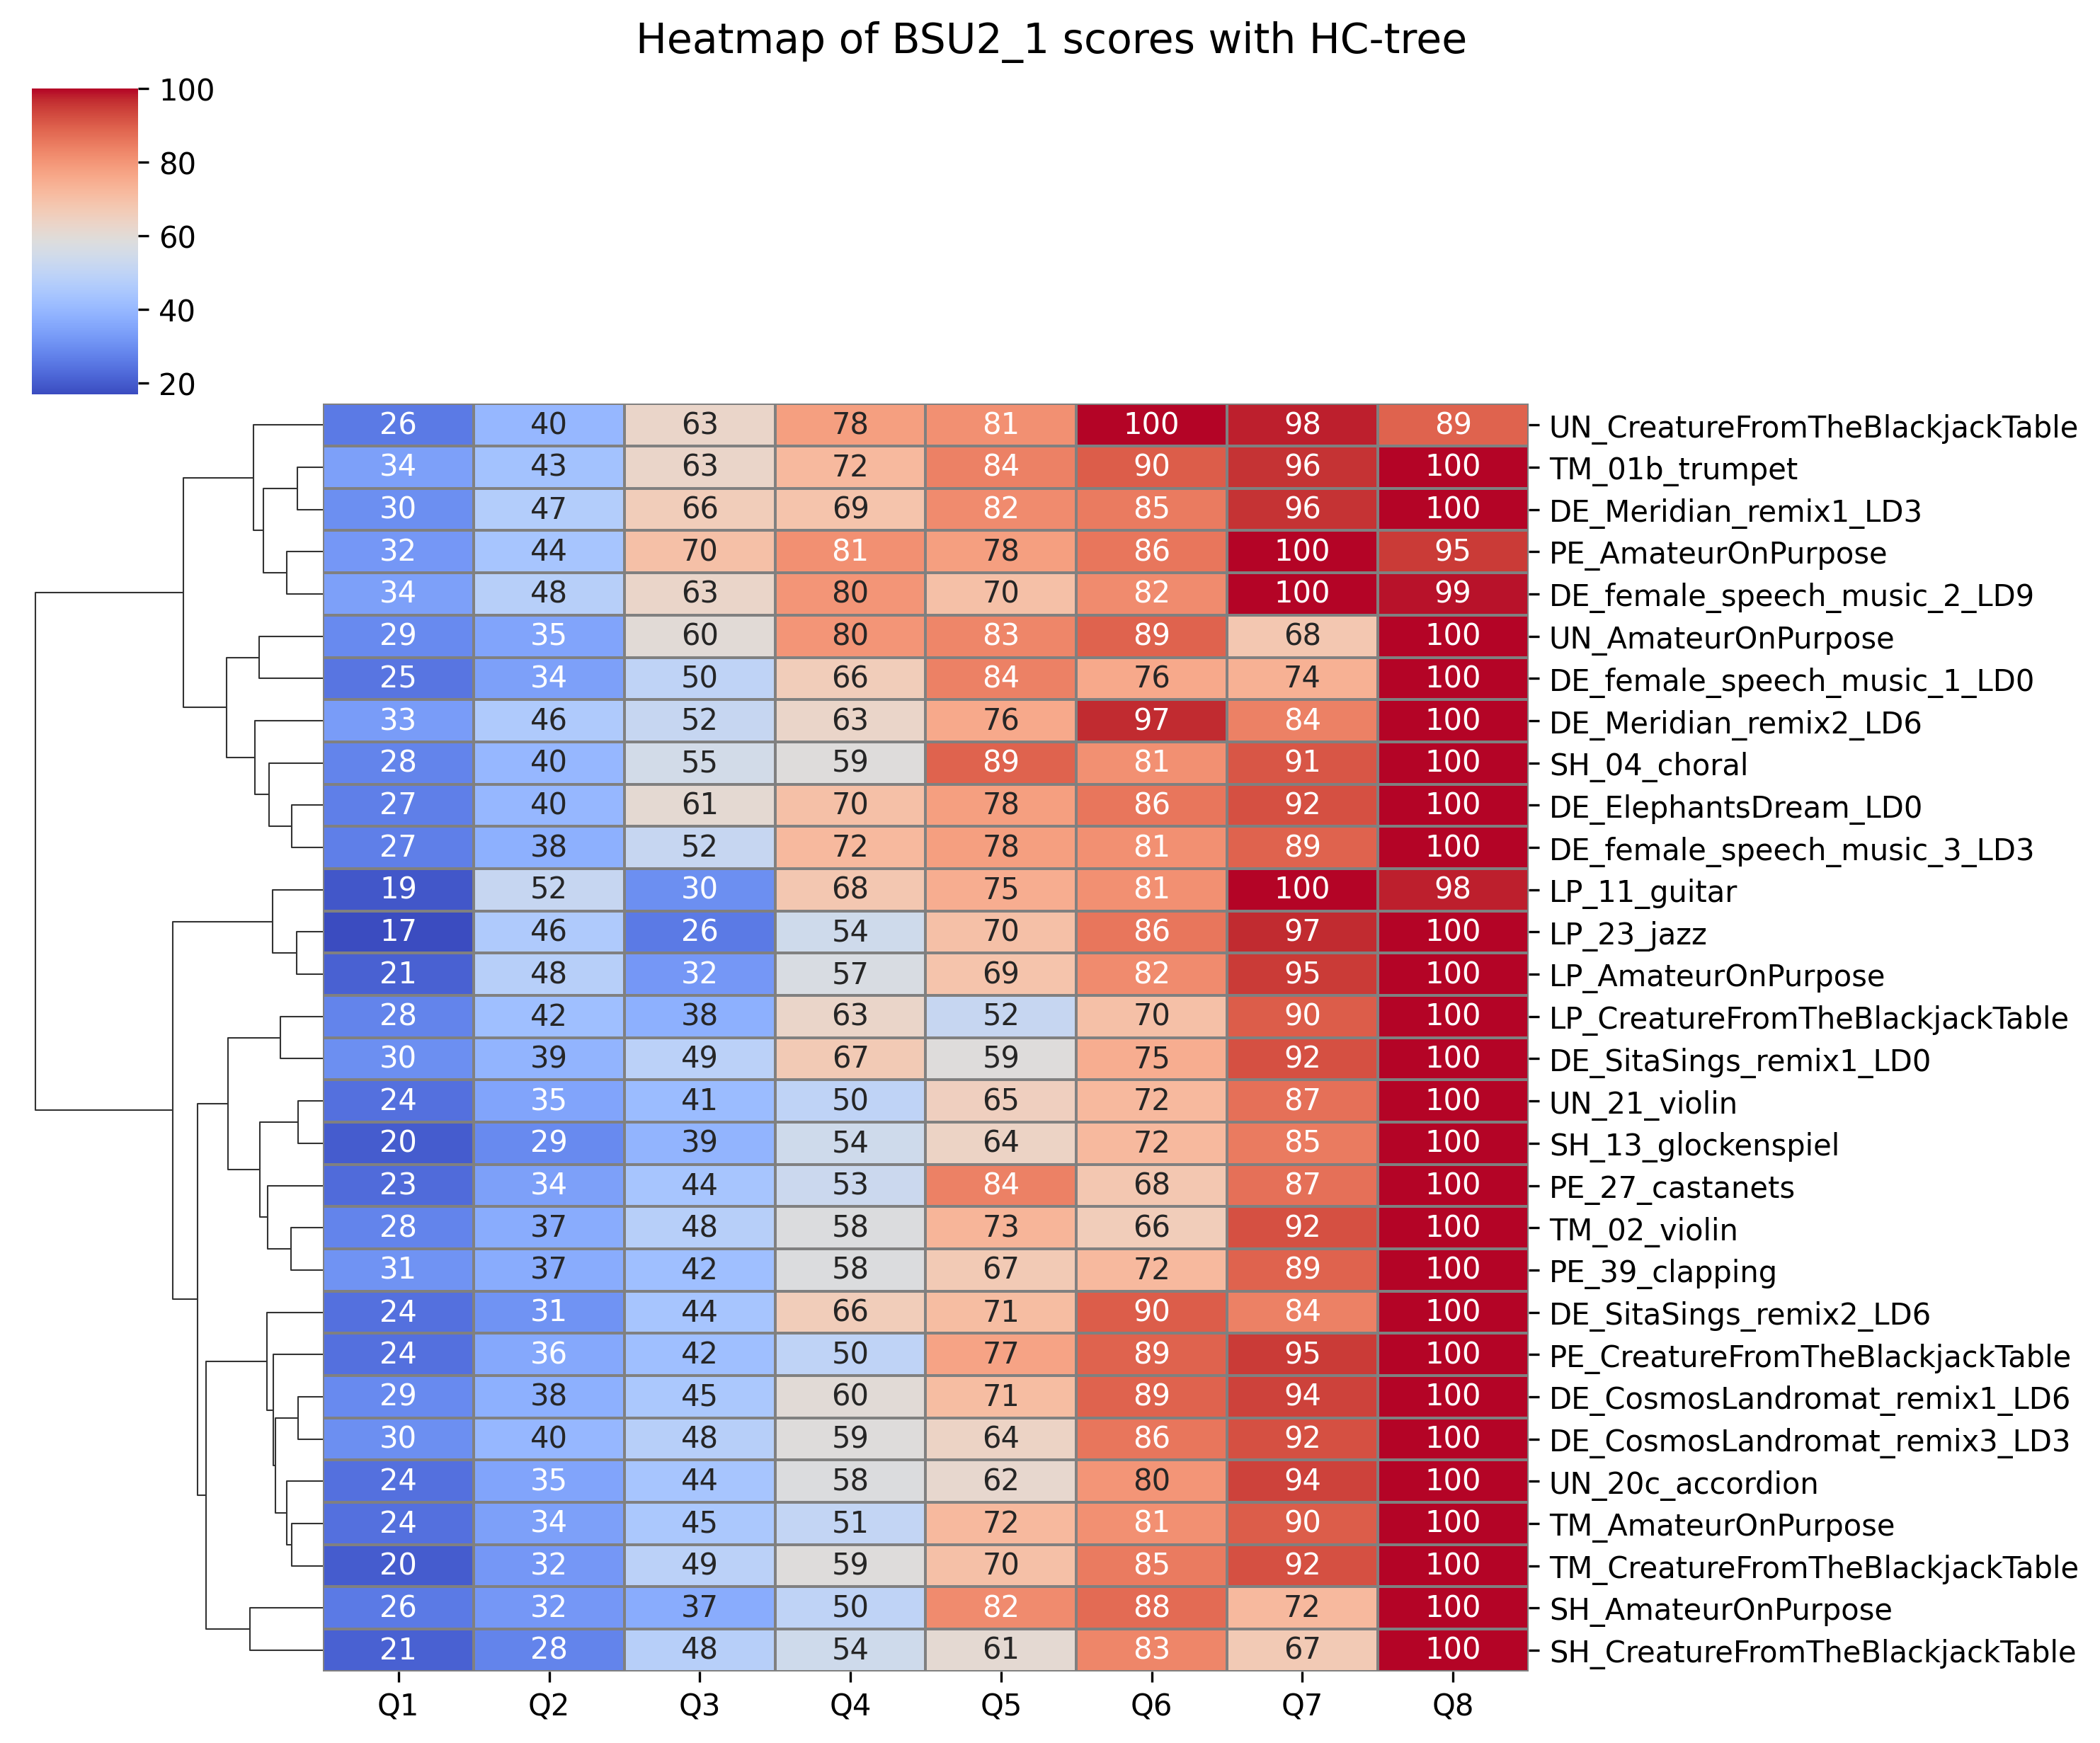 Heatmap of BSU2_1 scores with HC-tree
100
80
60
40
20
26 40 63 78 81 100 98 89 UN_CreatureFromTheBlackjackTable
34 43 63 72 84 90 96 100 TM_01b_trumpet
30 47 66 69 82 85 96 100 DE_Meridian_remix1_LD3
32 44 70 81 78 86 100 95 PE_AmateurOnPurpose
34 48 63 80 70 82 100 99 DE_female_speech_music_2_LD9
29 35 60 80 83 89 68 100 UN_AmateurOnPurpose
25 34 50 66 84 76 74 100 DE_female_speech_music_1_LD0
33 46 52 63 76 97 84 100 DE_Meridian_remix2_LD6
28 40 55 59 89 81 91 100 SH_04_choral
27 40 61 70 78 86 92 100 DE_ElephantsDream_LD0
27 38 52 72 78 81 89 100 DE_female_speech_music_3_LD3
19 52 30 68 75 81 100 98 LP_11_guitar
17 46 26 54 70 86 97 100 LP_23_jazz
21 48 32 57 69 82 95 100 LP_AmateurOnPurpose
28 42 38 63 52 70 90 100 LP_CreatureFromTheBlackjackTable
30 39 49 67 59 75 92 100 DE_SitaSings_remix1_LD0
24 35 41 50 65 72 87 100 UN_21_violin
20 29 39 54 64 72 85 100 SH_13_glockenspiel
23 34 44 53 84 68 87 100 PE_27_castanets
28 37 48 58 73 66 92 100 TM_02_violin
31 37 42 58 67 72 89 100 PE_39_clapping
24 31 44 66 71 90 84 100 DE_SitaSings_remix2_LD6
24 36 42 50 77 89 95 100 PE_CreatureFromTheBlackjackTable
29 38 45 60 71 89 94 100 DE_CosmosLandromat_remix1_LD6
30 40 48 59 64 86 92 100 DE_CosmosLandromat_remix3_LD3
24 35 44 58 62 80 94 100 UN_20c_accordion
24 34 45 51 72 81 90 100 TM_AmateurOnPurpose
20 32 49 59 70 85 92 100 TM_CreatureFromTheBlackjackTable
26 32 37 50 82 88 72 100 SH_AmateurOnPurpose
21 28 48 54 61 83 67 100 SH_CreatureFromTheBlackjackTable
Q1 Q2 Q3 Q4 Q5 Q6 Q7 Q8